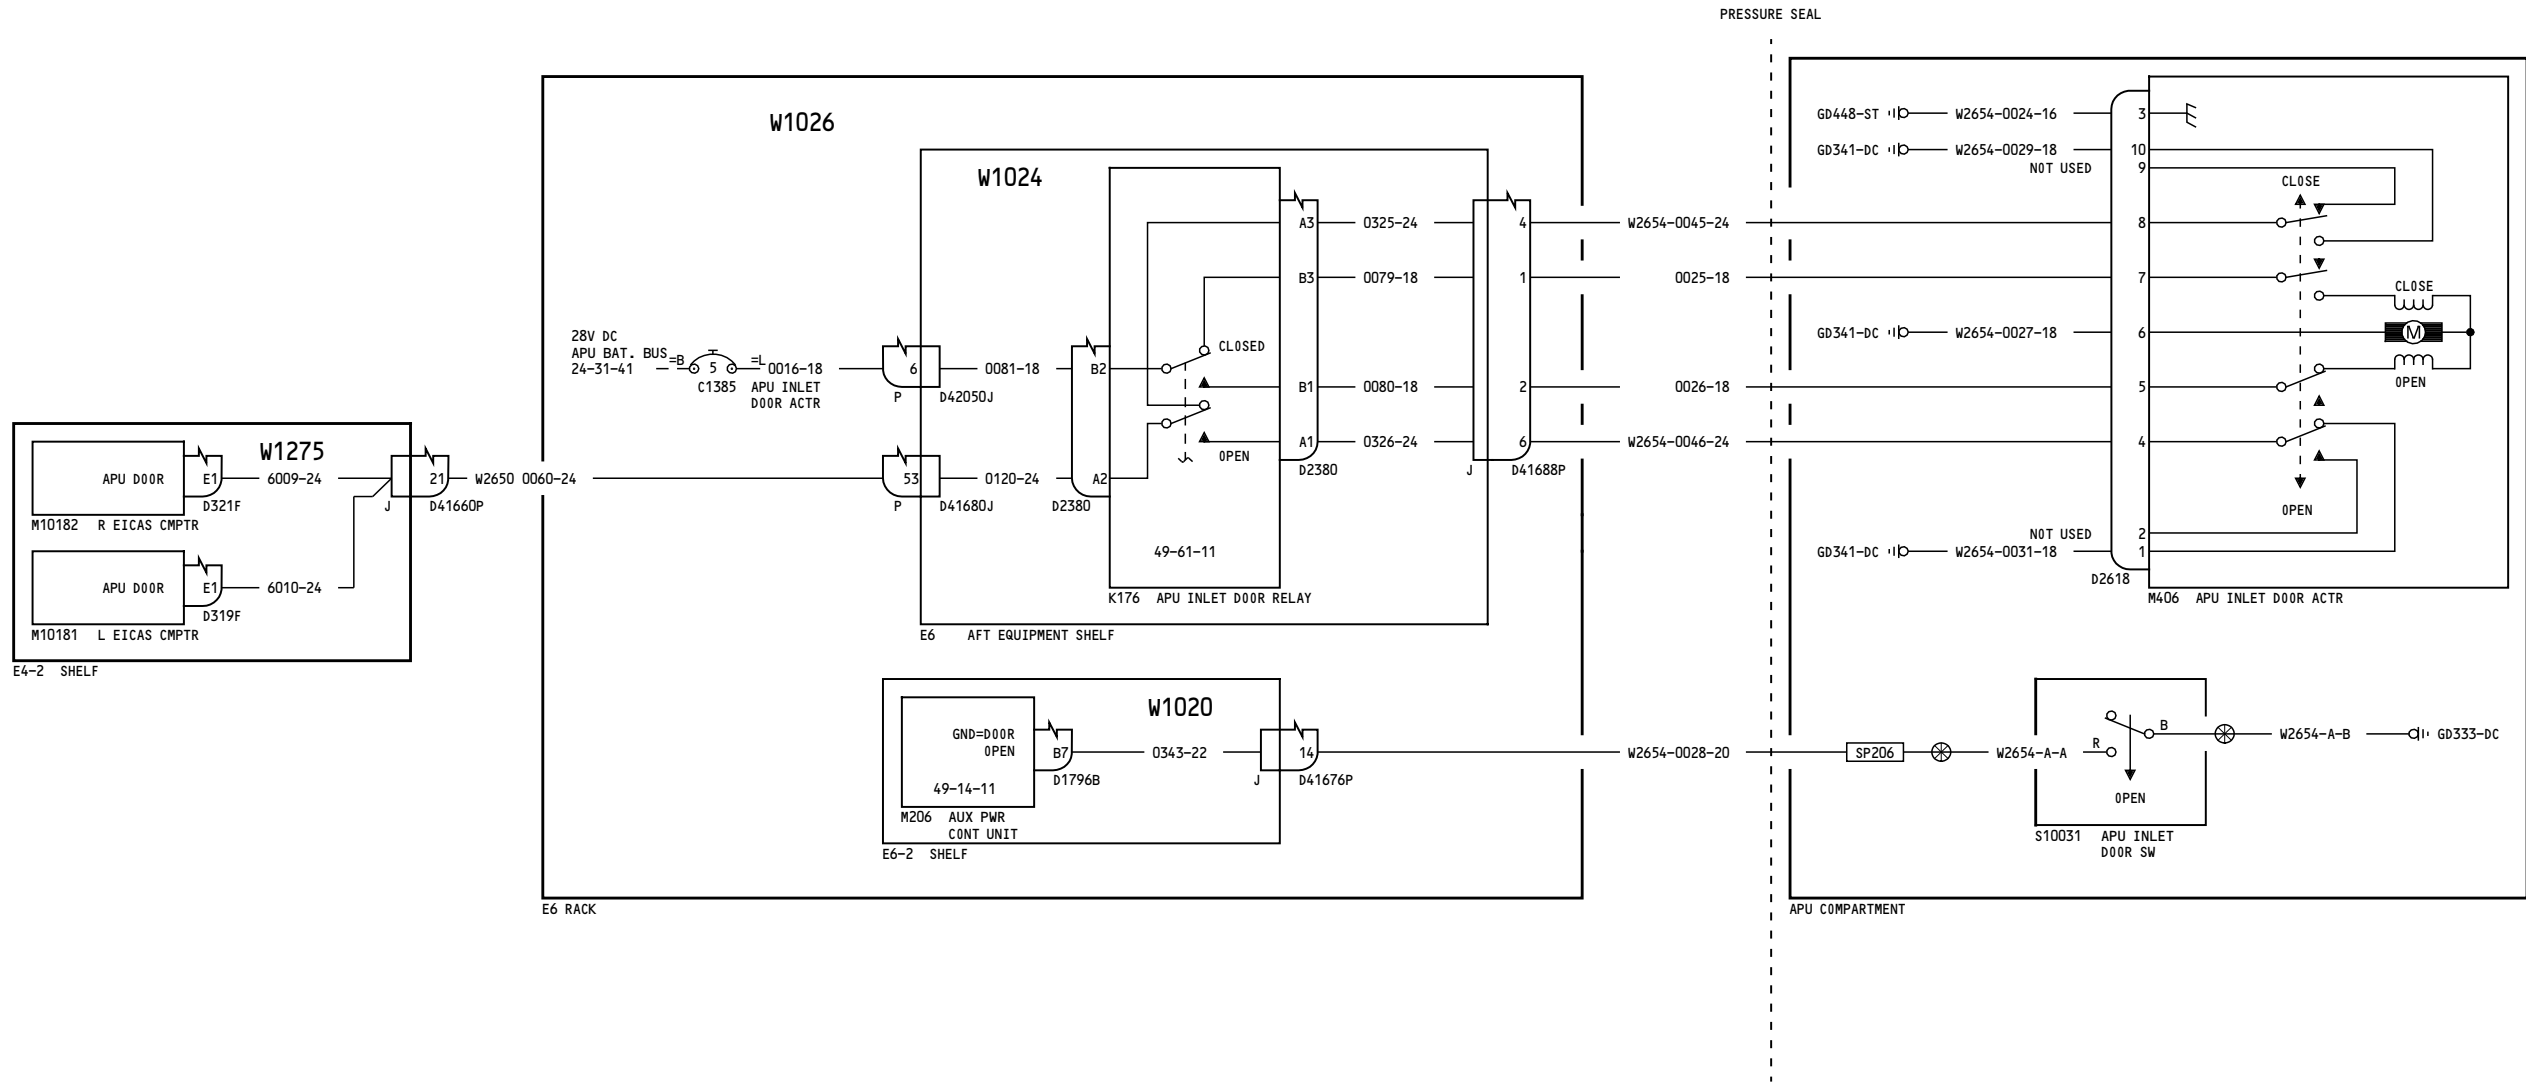 PRESSURE SEAL
W1026
W1024
28V DC
APU BAT. BUS
24-31-41
=B
5
=L
C1385
0016-18
APU INLET
DOOR ACTR
6
P
D42050J
0081-18
B2
W1275
APU DOOR
E1
D321F
6009-24
M10182 R EICAS CMPTR
APU DOOR
E1
D319F
6010-24
M10181 L EICAS CMPTR
E4-2 SHELF
J
21
D41660P
W2650 0060-24
53
P
D41680J
0120-24
A2
D2380
CLOSED
OPEN
49-61-11
K176 APU INLET DOOR RELAY
E6 AFT EQUIPMENT SHELF
A3
B3
B1
A1
D2380
0325-24
0079-18
0080-18
0326-24
4
1
2
6
J
D41688P
W2654-0045-24
0025-18
0026-18
W2654-0046-24
W1020
GND=DOOR
OPEN
49-14-11
B7
D1796B
0343-22
14
J
D41676P
M206 AUX PWR
CONT UNIT
E6-2 SHELF
E6 RACK
W2654-0028-20
GD448-ST
W2654-0024-16
3
GD341-DC
W2654-0029-18
10
NOT USED
9
8
7
GD341-DC
W2654-0027-18
6
5
4
NOT USED
2
GD341-DC
W2654-0031-18
1
D2618
CLOSE
CLOSE
M
OPEN
OPEN
M406 APU INLET DOOR ACTR
SP206
W2654-A-A
R
B
OPEN
W2654-A-B
GD333-DC
S10031 APU INLET
DOOR SW
APU COMPARTMENT